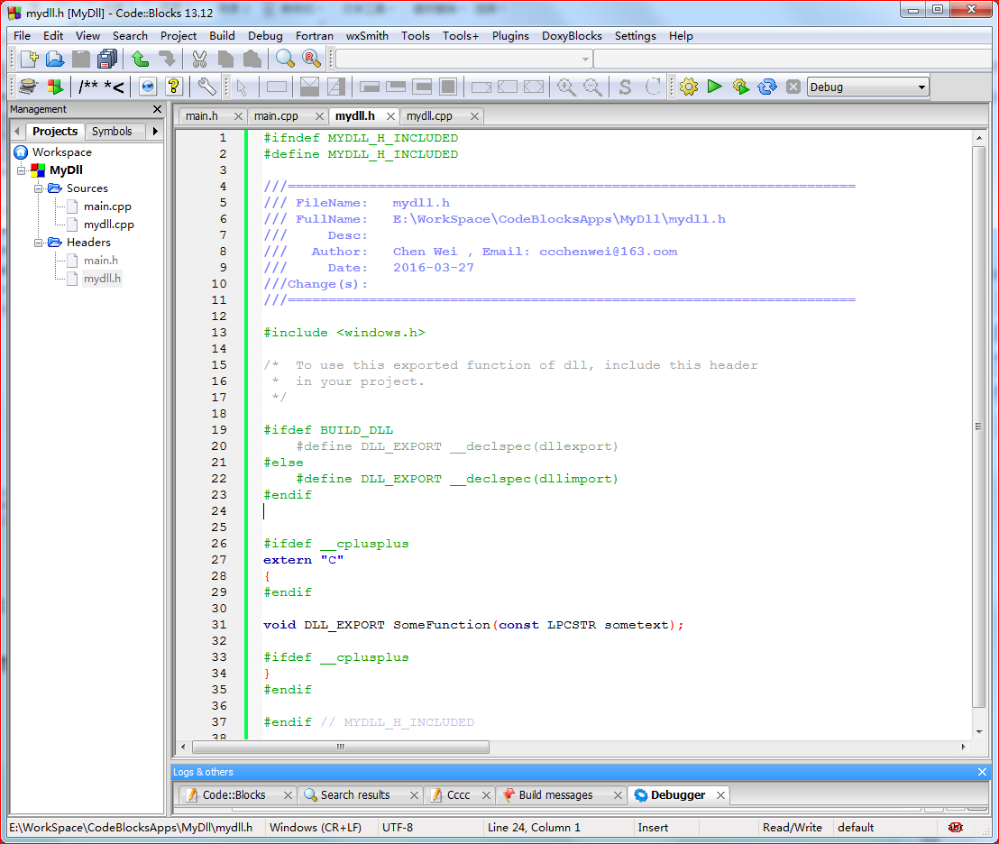 mydll.h [MyDll] - Code::Blocks 13.12
File Edit View Search Project Build Debug Fortran wxSmith Tools Tools+ Plugins DoxyBlocks Settings Help
/** *< Debug
Management
Projects Symbols
Workspace
MyDll
Sources
main.cpp
mydll.cpp
Headers
main.h
mydll.h
main.h main.cpp mydll.h mydll.cpp
1 #ifndef MYDLL_H_INCLUDED
2 #define MYDLL_H_INCLUDED
3
4 ///======================================================================
5 /// FileName: mydll.h
6 /// FullName: E:\WorkSpace\CodeBlocksApps\MyDll\mydll.h
7 /// Desc:
8 /// Author: Chen Wei , Email: ccchenwei@163.com
9 /// Date: 2016-03-27
10 ///Change(s):
11 ///======================================================================
12
13 #include <windows.h>
14
15 /* To use this exported function of dll, include this header
16 * in your project.
17 */
18
19 #ifdef BUILD_DLL
20 #define DLL_EXPORT __declspec(dllexport)
21 #else
22 #define DLL_EXPORT __declspec(dllimport)
23 #endif
24
25
26 #ifdef __cplusplus
27 extern "C"
28 {
29 #endif
30
31 void DLL_EXPORT SomeFunction(const LPCSTR sometext);
32
33 #ifdef __cplusplus
34 }
35 #endif
36
37 #endif // MYDLL_H_INCLUDED
38
Logs & others
Code::Blocks Search results Cccc Build messages Debugger
E:\WorkSpace\CodeBlocksApps\MyDll\mydll.h Windows (CR+LF) UTF-8 Line 24, Column 1 Insert Read/Write default